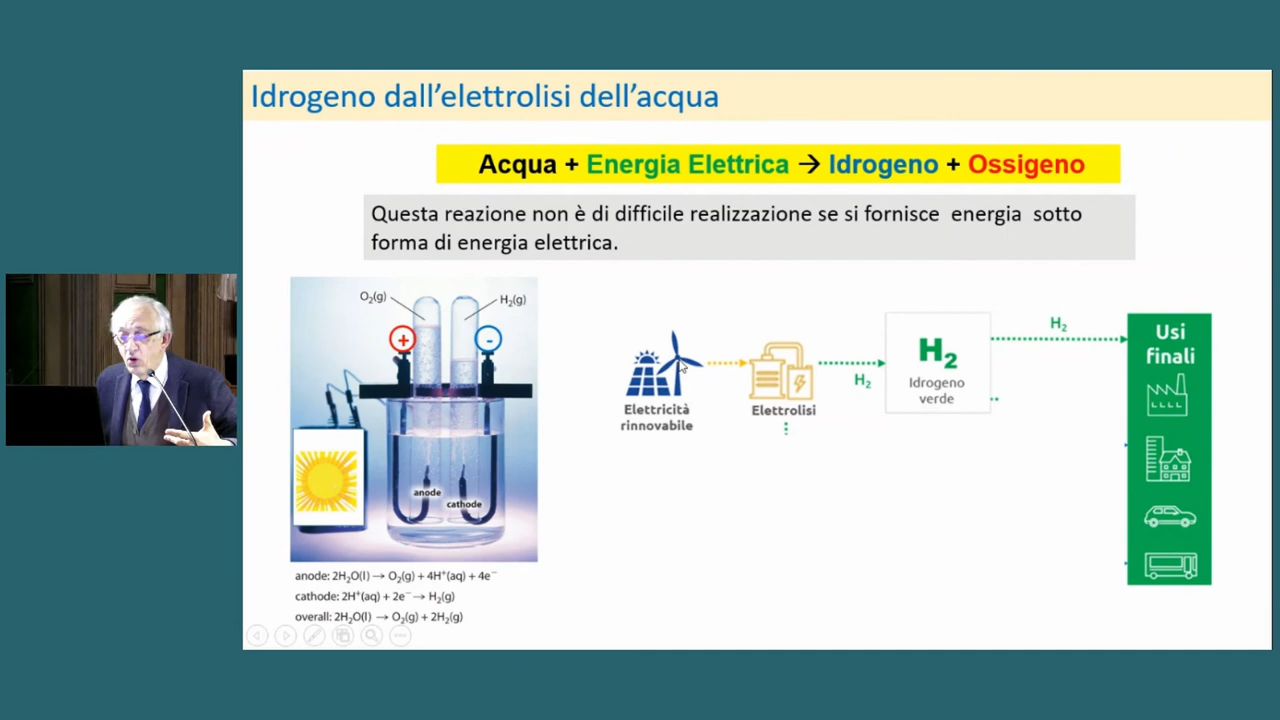 Idrogeno dall'elettrolisi dell'acqua
Acqua + Energia Elettrica → Idrogeno + Ossigeno
Questa reazione non è di difficile realizzazione se si fornisce energia sotto
forma di energia elettrica.
O₂(g)
H₂(g)
+
-
anode
cathode
anode: 2H₂O(l) → O₂(g) + 4H⁺(aq) + 4e⁻
cathode: 2H⁺(aq) + 2e⁻ → H₂(g)
overall: 2H₂O(l) → O₂(g) + 2H₂(g)
Elettricità
rinnovabile
Elettrolisi
H₂
H₂
Idrogeno
verde
H₂
Usi
finali